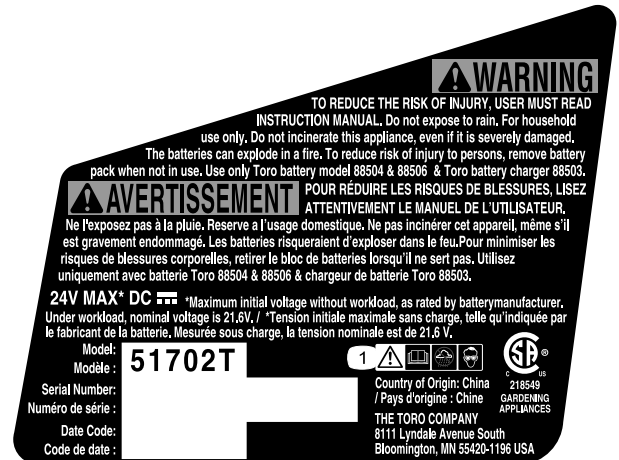 WARNING
TO REDUCE THE RISK OF INJURY, USER MUST READ
INSTRUCTION MANUAL. Do not expose to rain. For household
use only. Do not incinerate this appliance, even if it is severely damaged.
The batteries can explode in a fire. To reduce risk of injury to persons, remove battery
pack when not in use. Use only Toro battery model 88504 & 88506 & Toro battery charger 88503.
AVERTISSEMENT POUR RÉDUIRE LES RISQUES DE BLESSURES, LISEZ
ATTENTIVEMENT LE MANUEL DE L'UTILISATEUR.
Ne l'exposez pas à la pluie. Reserve a l'usage domestique. Ne pas incinérer cet appareil, même s'il
est gravement endommagé. Les batteries risqueraient d'exploser dans le feu.Pour minimiser les
risques de blessures corporelles, retirer le bloc de batteries lorsqu'il ne sert pas. Utilisez
uniquement avec batterie Toro 88504 & 88506 & chargeur de batterie Toro 88503.
24V MAX* DC *Maximum initial voltage without workload, as rated by batterymanufacturer.
Under workload, nominal voltage is 21.6V. / *Tension initiale maximale sans charge, telle qu'indiquée par
le fabricant de la batterie. Mesurée sous charge, la tension nominale est de 21.6 V.
Model:
Modèle :
51702T
Serial Number:
Numéro de série :
Date Code:
Code de date :
1
Country of Origin: China
/ Pays d'origine : Chine
THE TORO COMPANY
8111 Lyndale Avenue South
Bloomington, MN 55420-1196 USA
SA ®
C US
218549
GARDENING
APPLIANCES